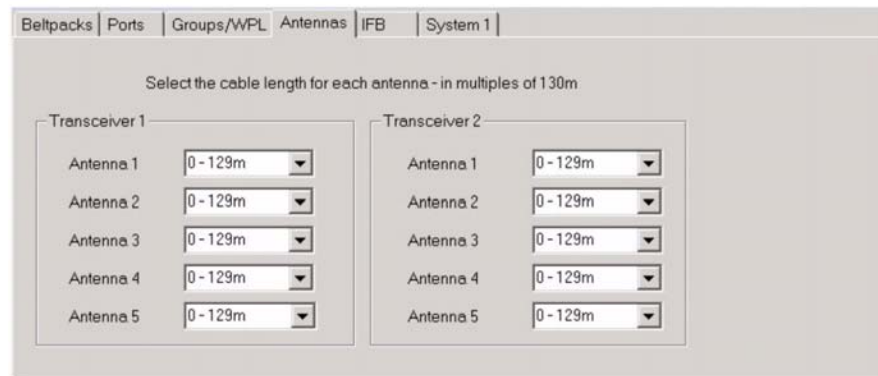 Beltpacks Ports Groups/WPL Antennas IFB System 1
Select the cable length for each antenna - in multiples of 130m
Transceiver 1
Antenna 1 0 - 129m
Antenna 2 0 - 129m
Antenna 3 0 - 129m
Antenna 4 0 - 129m
Antenna 5 0 - 129m
Transceiver 2
Antenna 1 0 - 129m
Antenna 2 0 - 129m
Antenna 3 0 - 129m
Antenna 4 0 - 129m
Antenna 5 0 - 129m